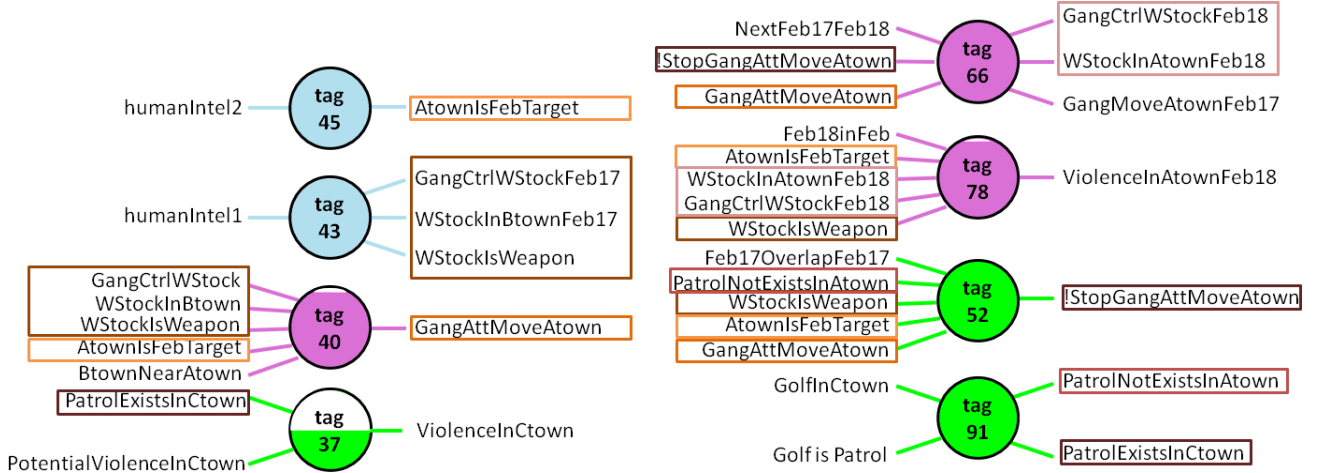 humanIntel2
tag
45
AtownIsFebTarget
humanIntel1
tag
43
GangCtrlWStockFeb17
WStockInBtownFeb17
WStockIsWeapon
GangCtrlWStock
WStockInBtown
WStockIsWeapon
AtownIsFebTarget
BtownNearAtown
tag
40
GangAttMoveAtown
PatrolExistsInCtown
PotentialViolenceInCtown
tag
37
ViolenceInCtown
NextFeb17Feb18
!StopGangAttMoveAtown
GangAttMoveAtown
tag
66
GangCtrlWStockFeb18
WStockInAtownFeb18
GangMoveAtownFeb17
Feb18inFeb
AtownIsFebTarget
WStockInAtownFeb18
GangCtrlWStockFeb18
WStockIsWeapon
tag
78
ViolenceInAtownFeb18
Feb17OverlapFeb17
PatrolNotExistsInAtown
WStockIsWeapon
AtownIsFebTarget
GangAttMoveAtown
tag
52
!StopGangAttMoveAtown
GolfInCtown
Golf is Patrol
tag
91
PatrolNotExistsInAtown
PatrolExistsInCtown